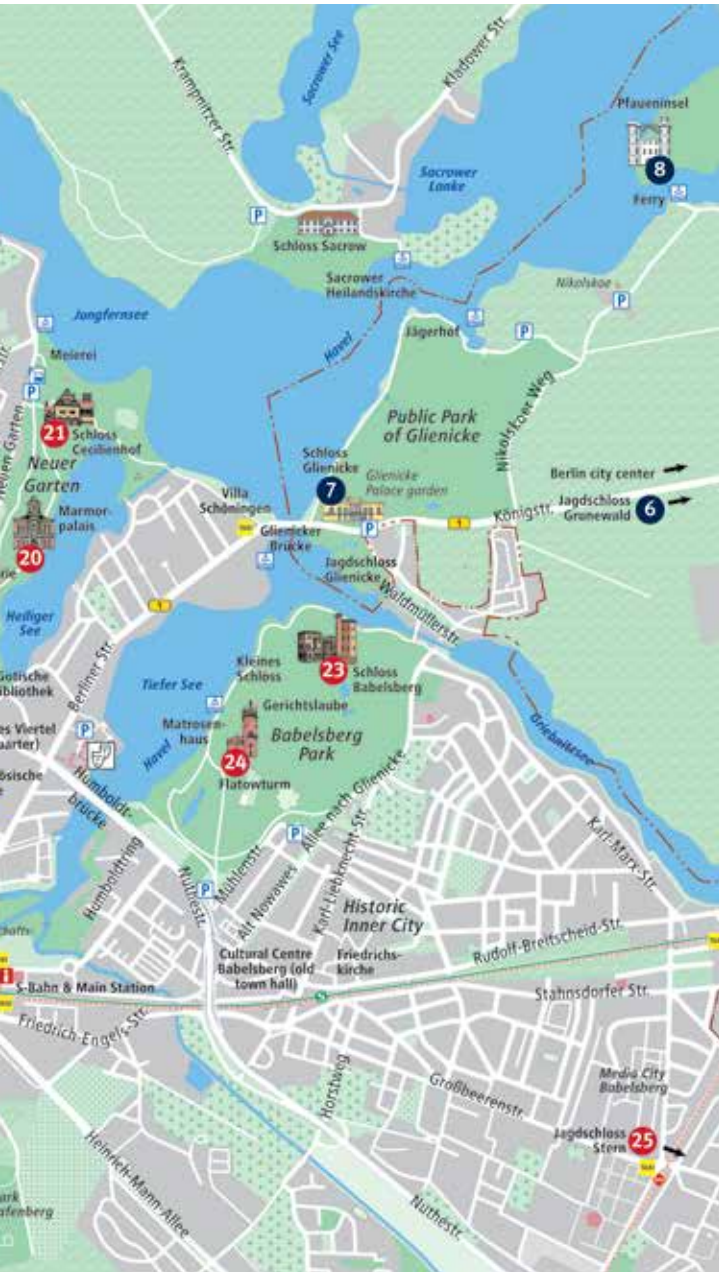 Sacrower See
Kladower Str.
Krampnitzer Str.
Pfaueninsel
8
Ferry
Sacrower
Lanke
P
Schloss Sacrow
Sacrower
Heilandskirche
Nikolskoe
P
Jungfernsee
Havel
Jägerhof
P
Meierei
P
21
Schloss
Cecilienhof
Neuer
Garten
Marmor-
palais
20
Public Park
of Glienicke
Nikolskoer Weg
Schloss
Glienicke
7
Glienicke
Palace garden
Berlin city center
Jagdschloss
Grunewald
6
Villa
Schöningen
TAXI
Glienicker
Brücke
P
1
Königstr.
Jagdschloss
Glienicke
Waldmüllerstr.
1
Heiliger
See
Berliner Str.
Kleines
Schloss
23
Schloss
Babelsberg
Tiefer See
Gerichtslaube
Matrosen-
haus
Babelsberg
Park
24
Flatowturm
Havel
P
Griebnitzsee
Humboldt-
brücke
Allee nach Glienicke
P
Karl-Marx-Str.
Humboldtring
Nuthestr.
P
Mühlenstr.
Alt Nowawes
Karl-Liebknecht-Str.
Historic
Inner City
Cultural Centre
Babelsberg (old
town hall)
Friedrichs-
kirche
Rudolf-Breitscheid-Str.
i
S-Bahn & Main Station
S
Stahnsdorfer Str.
Friedrich-Engels-Str.
Horstweg
Großbeerenstr.
Media City
Babelsberg
Jagdschloss
Stern
25
TAXI
Heinrich-Mann-Allee
Nuthestr.